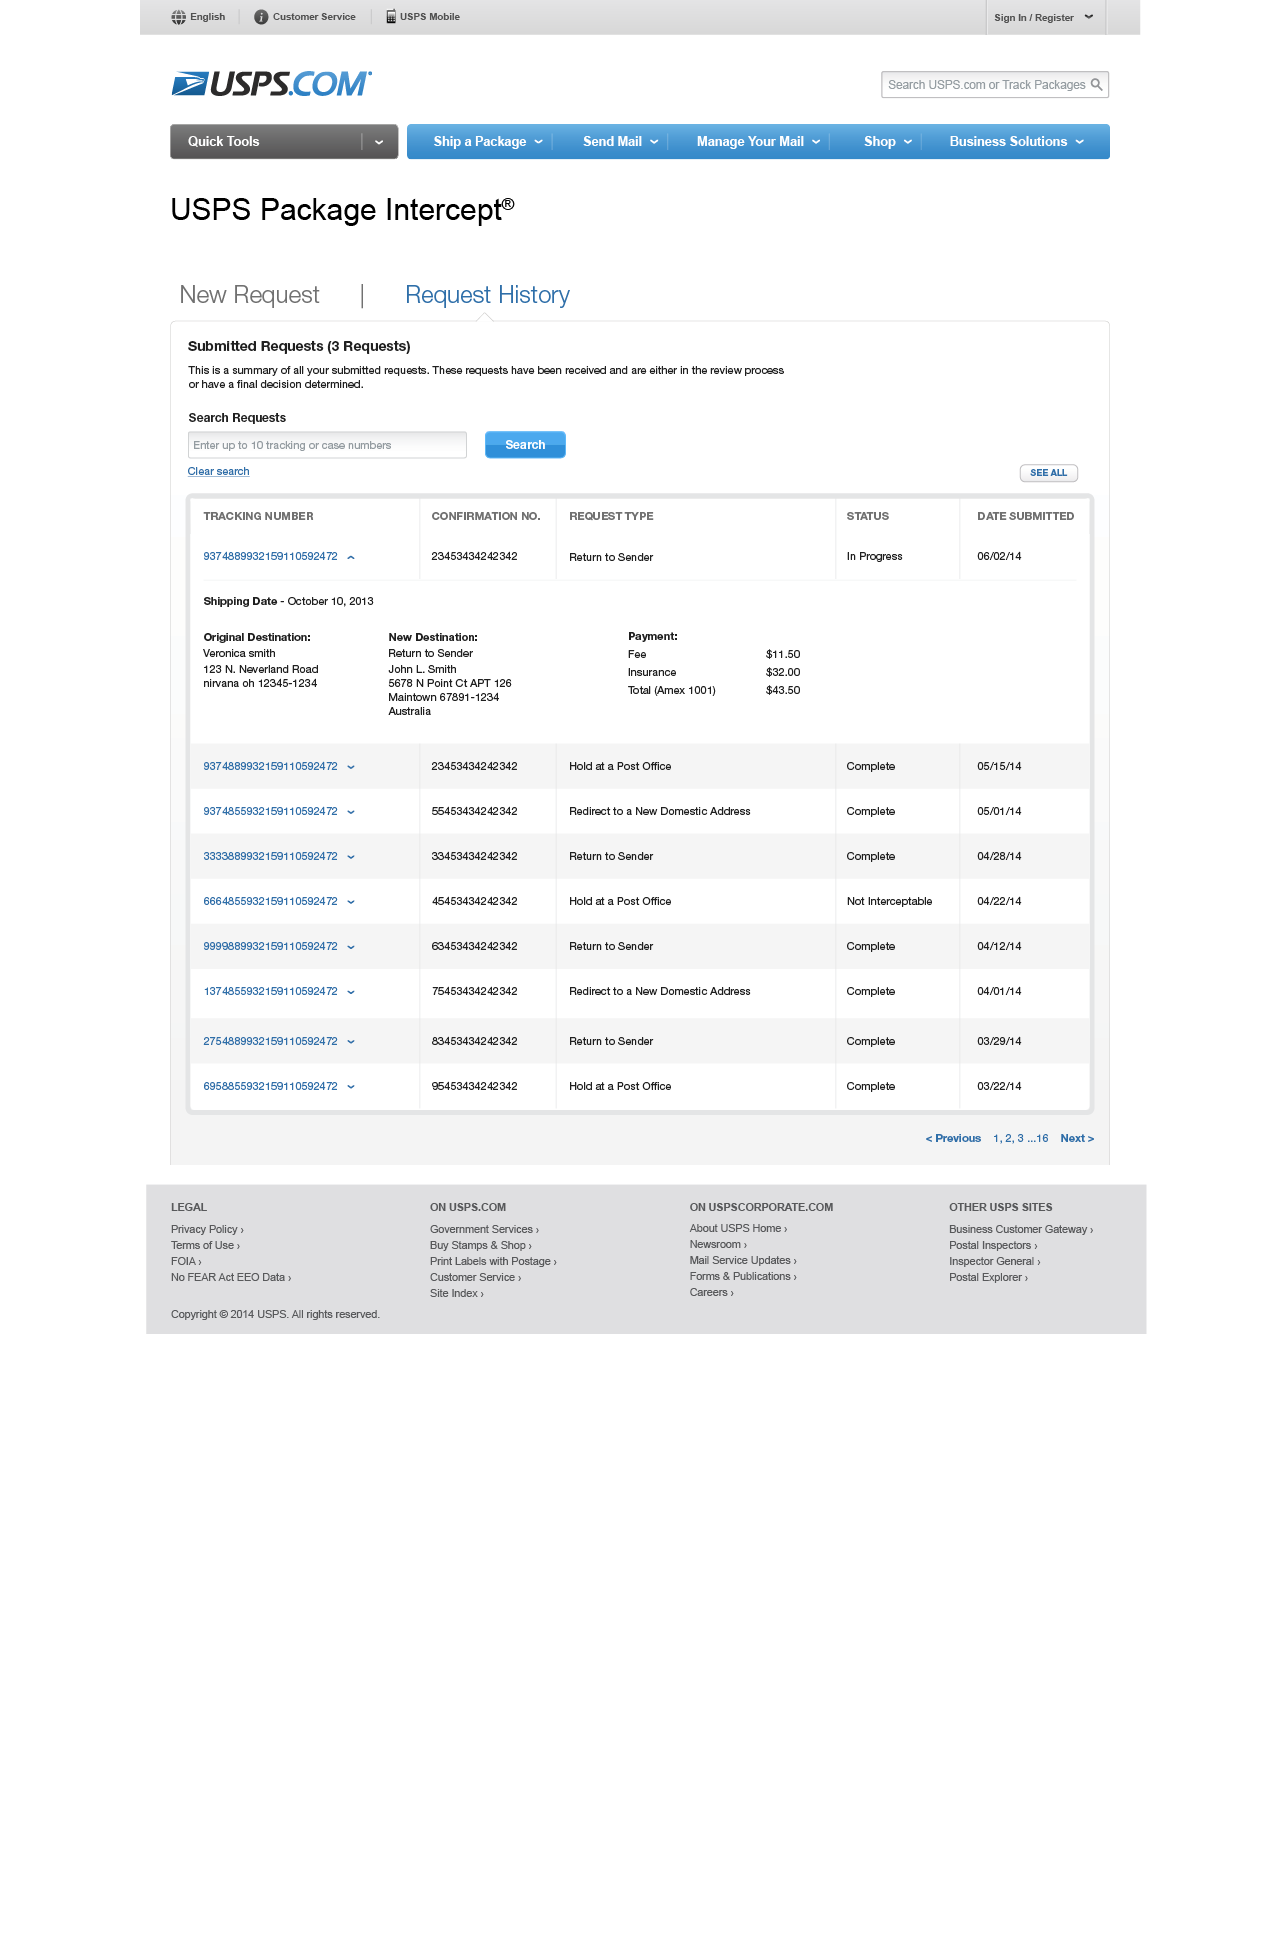 English
Customer Service
USPS Mobile
Sign In / Register
USPS.COM
Search USPS.com or Track Packages
Quick Tools
Ship a Package
Send Mail
Manage Your Mail
Shop
Business Solutions
USPS Package Intercept®
New Request | Request History
Submitted Requests (3 Requests)
This is a summary of all your submitted requests. These requests have been received and are either in the review process
or have a final decision determined.
Search Requests
Enter up to 10 tracking or case numbers
Search
Clear search
SEE ALL
TRACKING NUMBER CONFIRMATION NO. REQUEST TYPE STATUS DATE SUBMITTED
9374889932159110592472 23453434242342 Return to Sender In Progress 06/02/14
Shipping Date - October 10, 2013
Original Destination:
Veronica smith
123 N. Neverland Road
nirvana oh 12345-1234
New Destination:
Return to Sender
John L. Smith
5678 N Point Ct APT 126
Maintown 67891-1234
Australia
Payment:
Fee $11.50
Insurance $32.00
Total (Amex 1001) $43.50
9374889932159110592472 23453434242342 Hold at a Post Office Complete 05/15/14
9374855932159110592472 55453434242342 Redirect to a New Domestic Address Complete 05/01/14
3333889932159110592472 33453434242342 Return to Sender Complete 04/28/14
6664855932159110592472 45453434242342 Hold at a Post Office Not Interceptable 04/22/14
9999889932159110592472 63453434242342 Return to Sender Complete 04/12/14
1374855932159110592472 75453434242342 Redirect to a New Domestic Address Complete 04/01/14
2754889932159110592472 83453434242342 Return to Sender Complete 03/29/14
6958855932159110592472 95453434242342 Hold at a Post Office Complete 03/22/14
< Previous 1, 2, 3 ...16 Next >
LEGAL
Privacy Policy ›
Terms of Use ›
FOIA ›
No FEAR Act EEO Data ›
ON USPS.COM
Government Services ›
Buy Stamps & Shop ›
Print Labels with Postage ›
Customer Service ›
Site Index ›
ON USPSCORPORATE.COM
About USPS Home ›
Newsroom ›
Mail Service Updates ›
Forms & Publications ›
Careers ›
OTHER USPS SITES
Business Customer Gateway ›
Postal Inspectors ›
Inspector General ›
Postal Explorer ›
Copyright © 2014 USPS. All rights reserved.